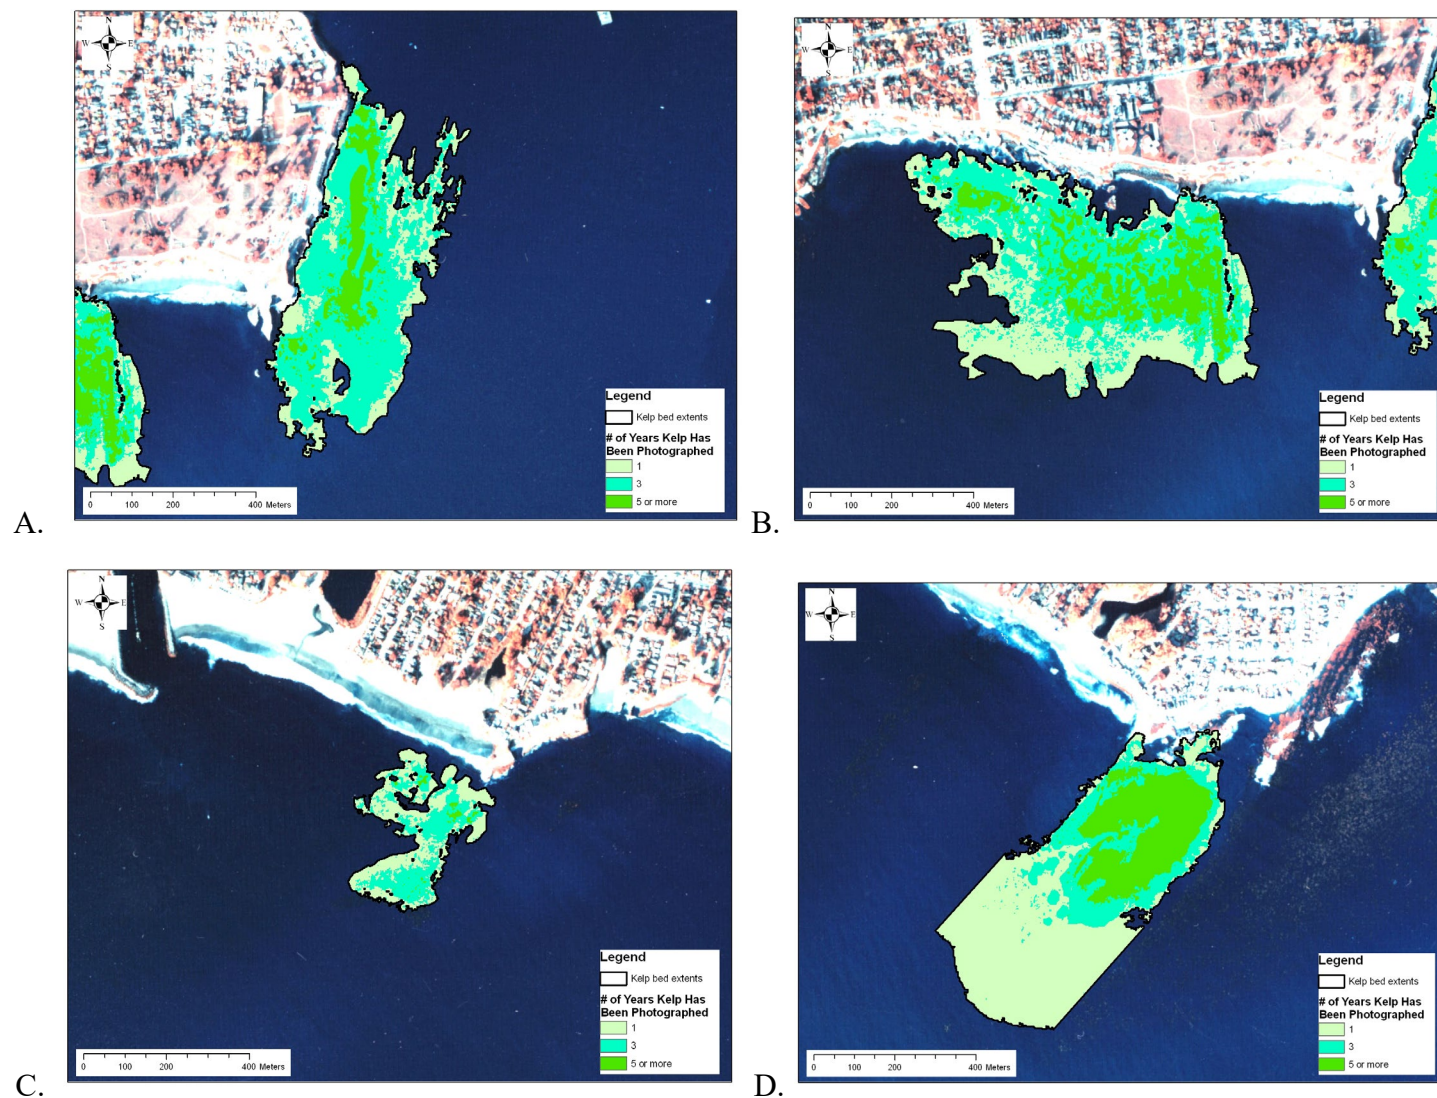 N
W E
S
Legend
Kelp bed extents
# of Years Kelp Has
Been Photographed
1
3
5 or more
0 100 200 400 Meters
A.
N
W E
S
Legend
Kelp bed extents
# of Years Kelp Has
Been Photographed
1
3
5 or more
0 100 200 400 Meters
B.
N
W E
S
Legend
Kelp bed extents
# of Years Kelp Has
Been Photographed
1
3
5 or more
0 100 200 400 Meters
C.
N
W E
S
Legend
Kelp bed extents
# of Years Kelp Has
Been Photographed
1
3
5 or more
0 100 200 400 Meters
D.